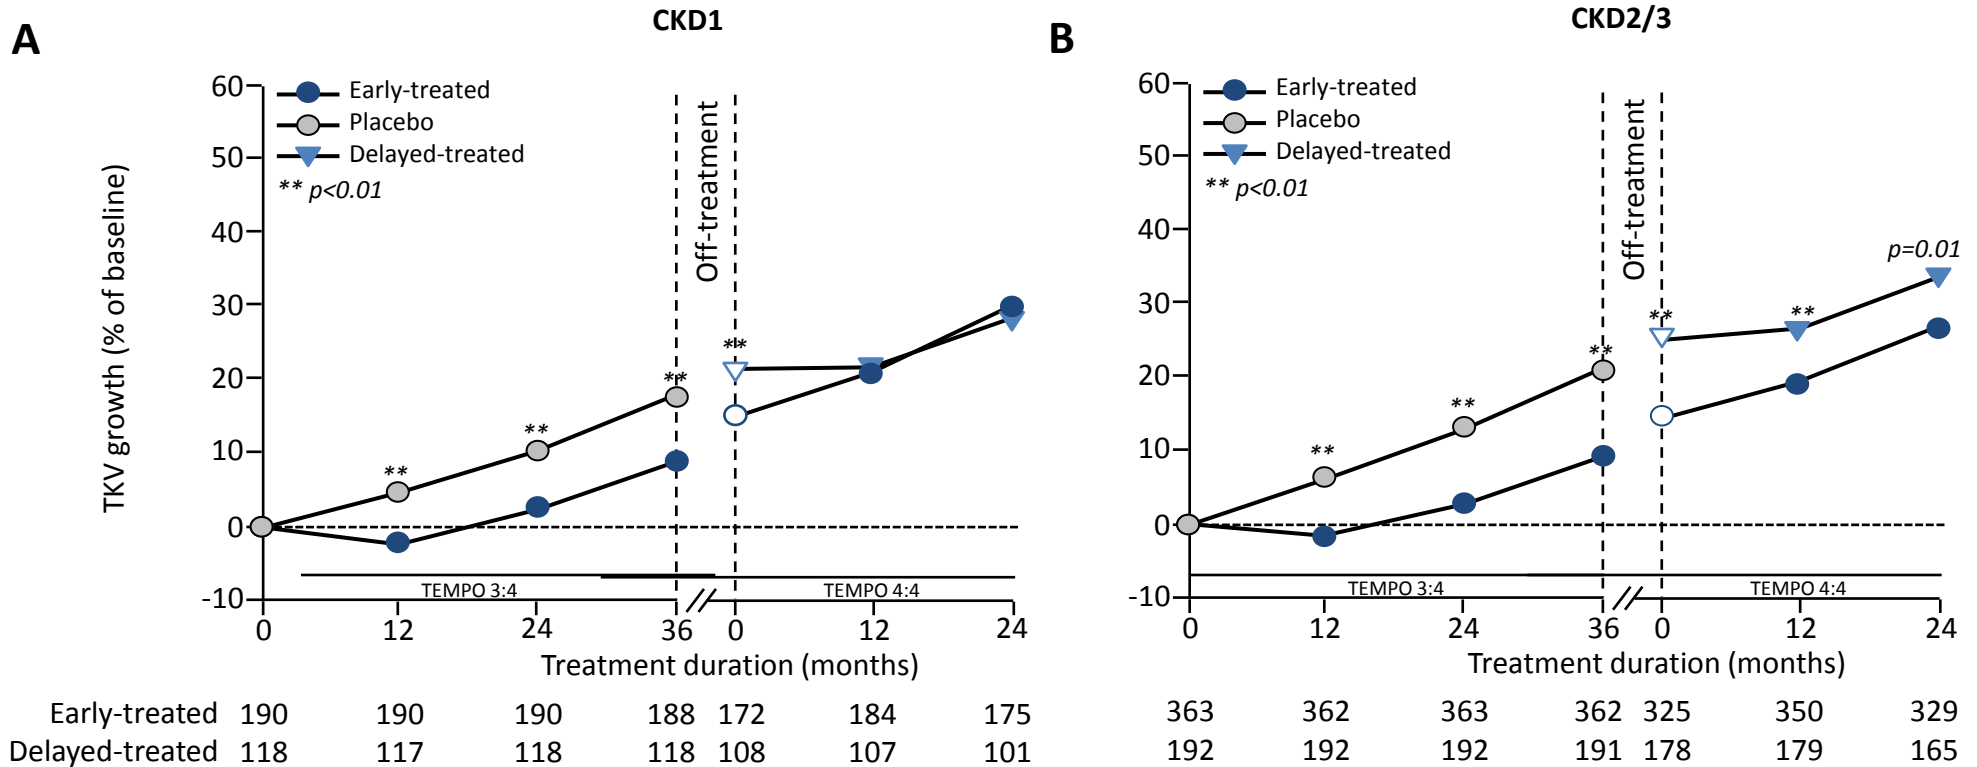 A
CKD1
60
50
40
30
20
10
0
-10
TKV growth (% of baseline)
Early-treated
Placebo
Delayed-treated
** p<0.01
Off-treatment
**
**
**
**
TEMPO 3:4
TEMPO 4:4
0 12 24 36 0 12 24
Treatment duration (months)
Early-treated 190 190 190 188 172 184 175
Delayed-treated 118 117 118 118 108 107 101
B
CKD2/3
60
50
40
30
20
10
0
-10
Early-treated
Placebo
Delayed-treated
** p<0.01
Off-treatment
**
**
**
**
**
p=0.01
TEMPO 3:4
TEMPO 4:4
0 12 24 36 0 12 24
Treatment duration (months)
363 362 363 362 325 350 329
192 192 192 191 178 179 165